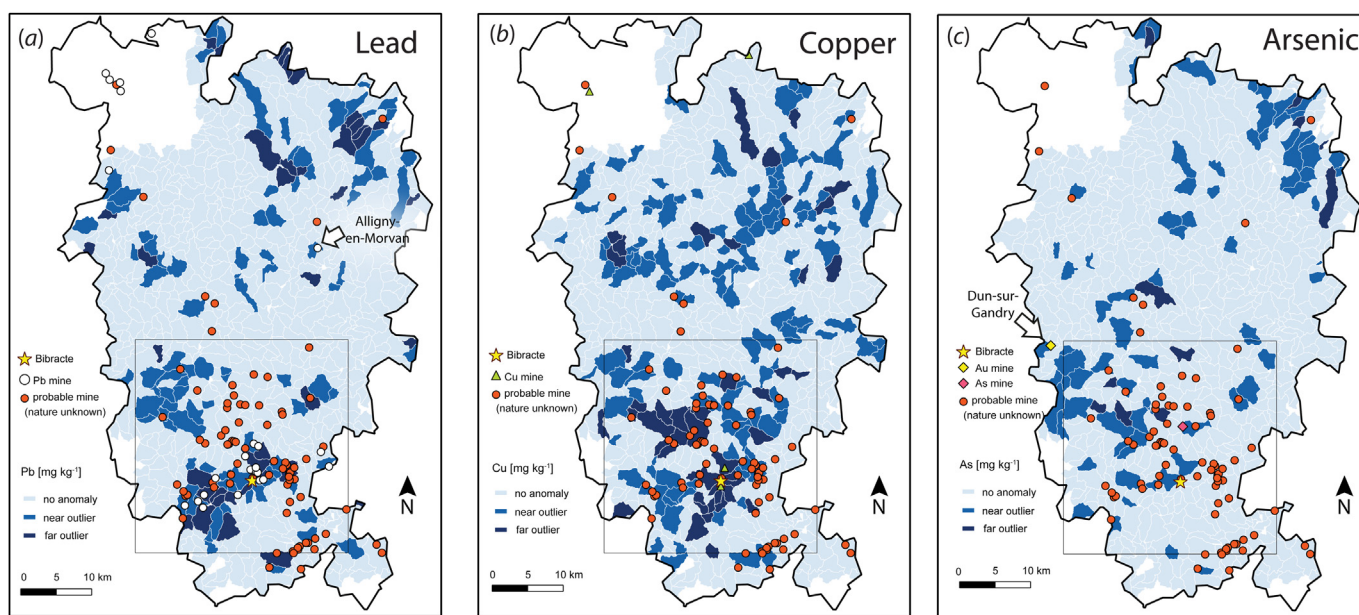 (a)
Lead
Alligny-
en-Morvan
Bibracte
Pb mine
probable mine
(nature unknown)
Pb [mg kg⁻¹]
no anomaly
near outlier
far outlier
N
0 5 10 km
(b)
Copper
Bibracte
Cu mine
probable mine
(nature unknown)
Cu [mg kg⁻¹]
no anomaly
near outlier
far outlier
N
0 5 10 km
(c)
Arsenic
Dun-sur-
Gandry
Bibracte
Au mine
As mine
probable mine
(nature unknown)
As [mg kg⁻¹]
no anomaly
near outlier
far outlier
N
0 5 10 km